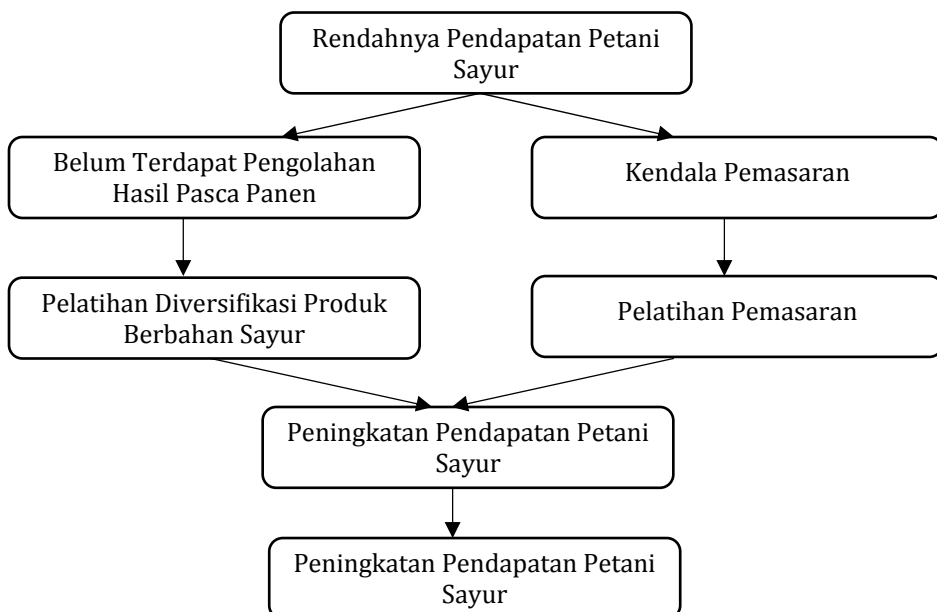 Rendahnya Pendapatan Petani
Sayur
Belum Terdapat Pengolahan
Hasil Pasca Panen
Kendala Pemasaran
Pelatihan Diversifikasi Produk
Berbahan Sayur
Pelatihan Pemasaran
Peningkatan Pendapatan Petani
Sayur
Peningkatan Pendapatan Petani
Sayur